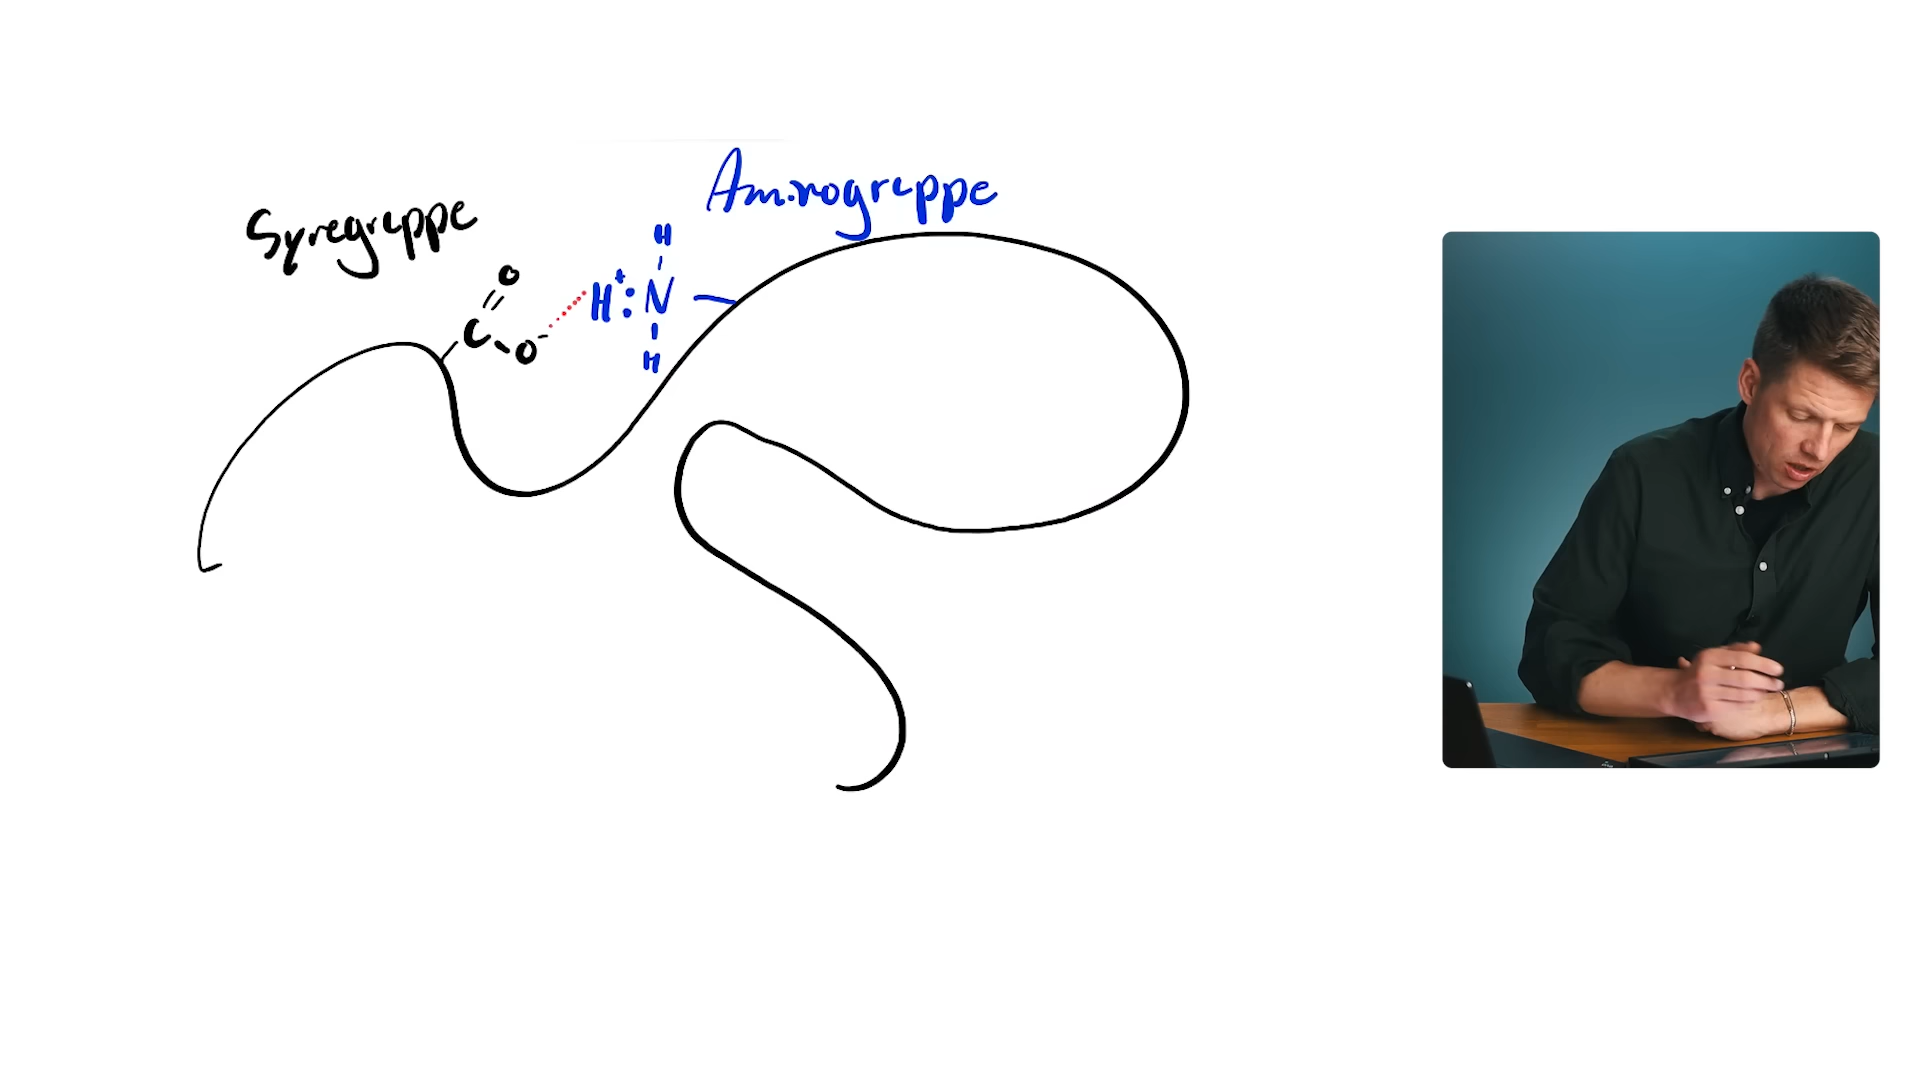 Aminogruppe
Syregruppe
H
O
H⁺ : N
C
O⁻
H